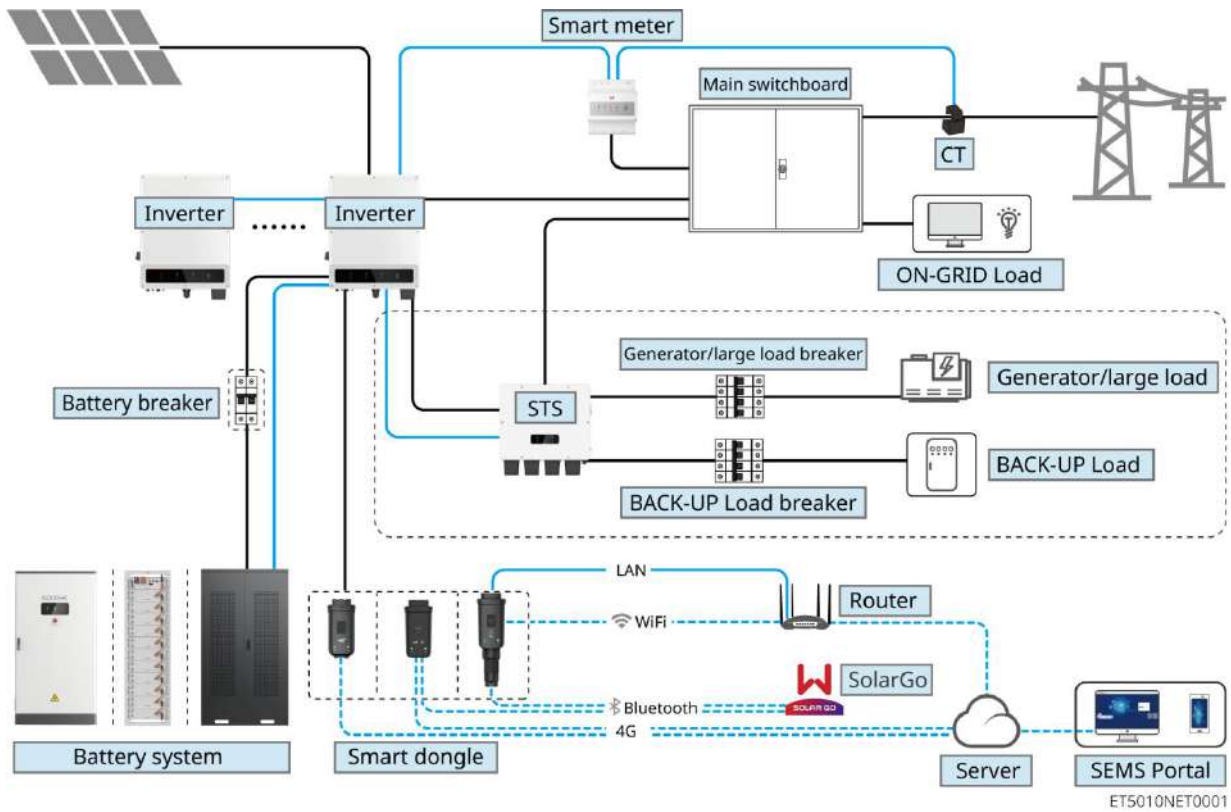 Smart meter
Main switchboard
CT
Inverter
Inverter
ON-GRID Load
Generator/large load breaker
Generator/large load
Battery breaker
STS
BACK-UP Load
BACK-UP Load breaker
LAN
Router
WiFi
SolarGo
SOLAR GO
Bluetooth
4G
Battery system
Smart dongle
Server
SEMS Portal
ET5010NET0001